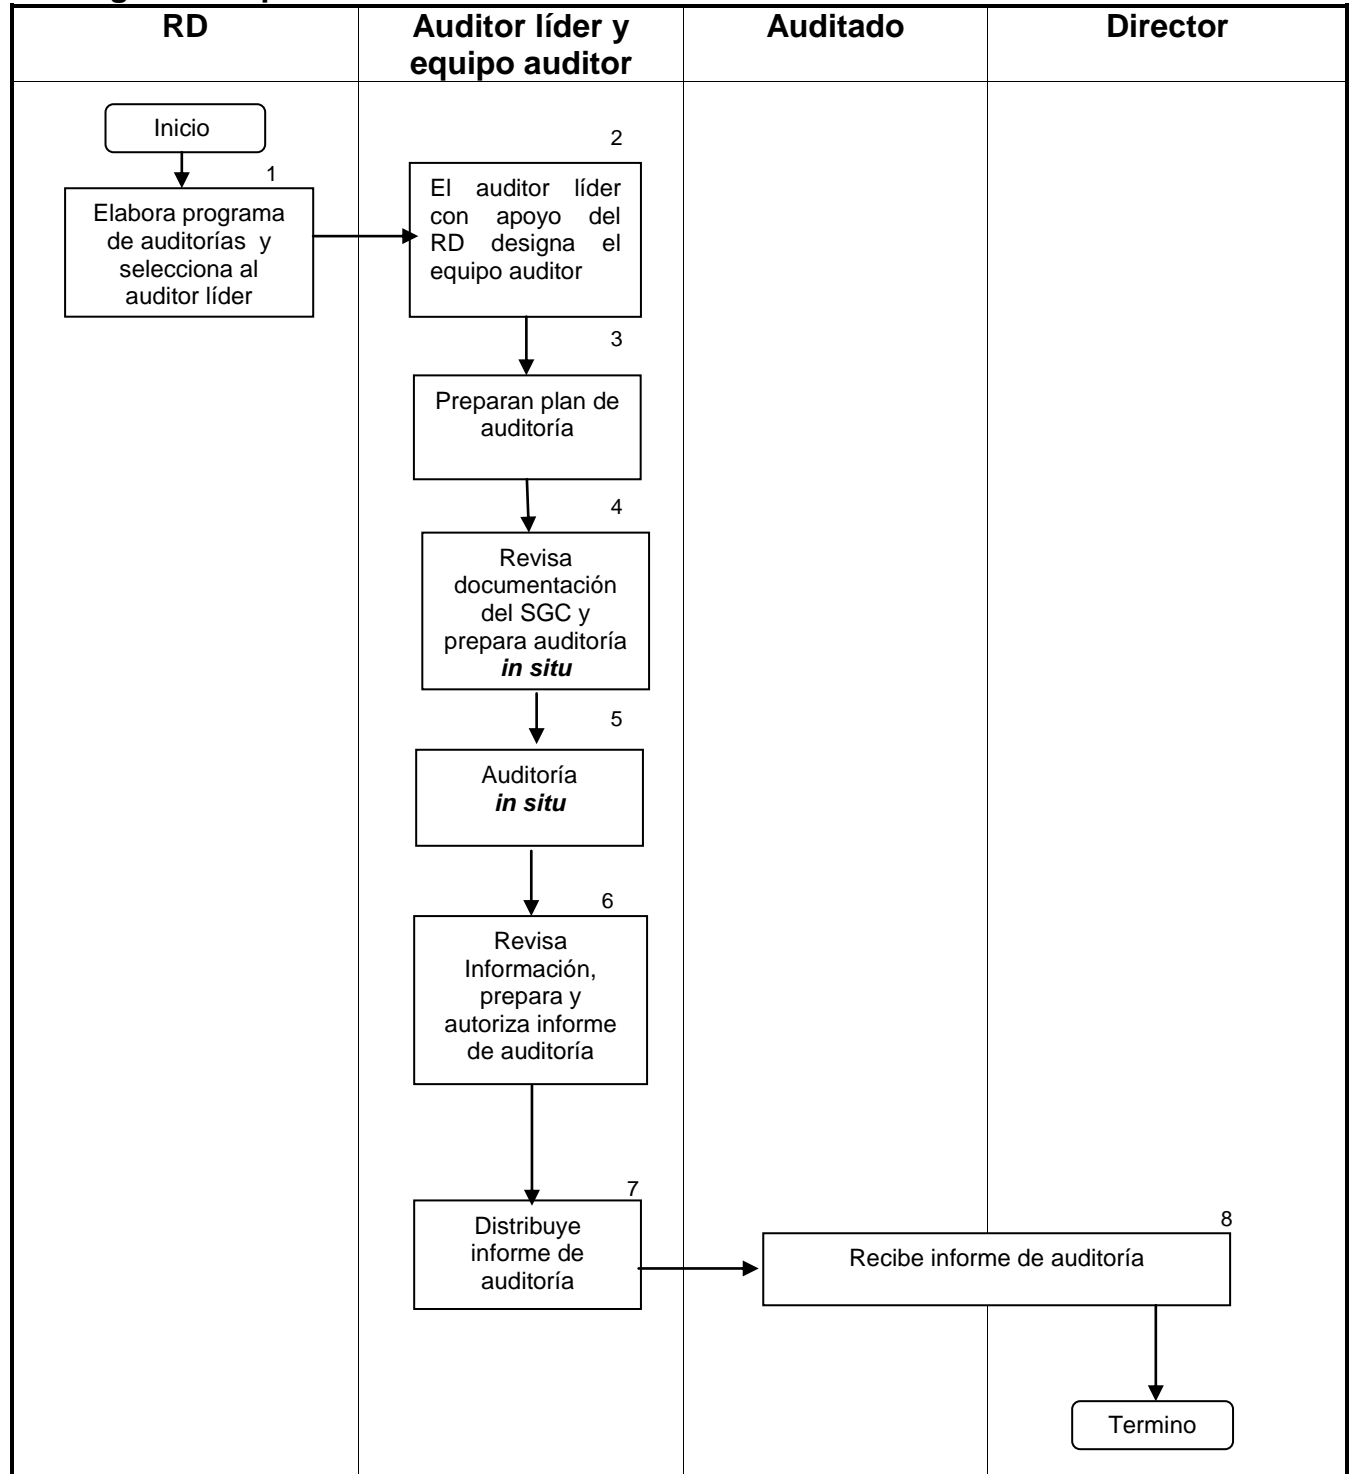 RD
Auditor líder y
equipo auditor
Auditado
Director
Inicio
1
Elabora programa
de auditorías y
selecciona al
auditor líder
2
El auditor líder
con apoyo del
RD designa el
equipo auditor
3
Preparan plan de
auditoría
4
Revisa
documentación
del SGC y
prepara auditoría
in situ
5
Auditoría
in situ
6
Revisa
Información,
prepara y
autoriza informe
de auditoría
7
Distribuye
informe de
auditoría
8
Recibe informe de auditoría
Termino